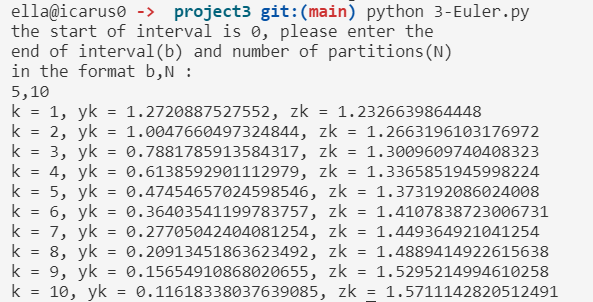 ella@icarus0 -> project3 git:(main) python 3-Euler.py
the start of interval is 0, please enter the
end of interval(b) and number of partitions(N)
in the format b,N :
5,10
k = 1, yk = 1.2720887527552, zk = 1.2326639864448
k = 2, yk = 1.0047660497324844, zk = 1.2663196103176972
k = 3, yk = 0.7881785913584317, zk = 1.3009609740408323
k = 4, yk = 0.6138592901112979, zk = 1.3365851945998224
k = 5, yk = 0.47454657024598546, zk = 1.373192086024008
k = 6, yk = 0.36403541199783757, zk = 1.4107838723006731
k = 7, yk = 0.27705042404081254, zk = 1.449364921041254
k = 8, yk = 0.20913451863623492, zk = 1.4889414922615638
k = 9, yk = 0.15654910868020655, zk = 1.5295214994610258
k = 10, yk = 0.11618338037639085, zk = 1.5711142820512491